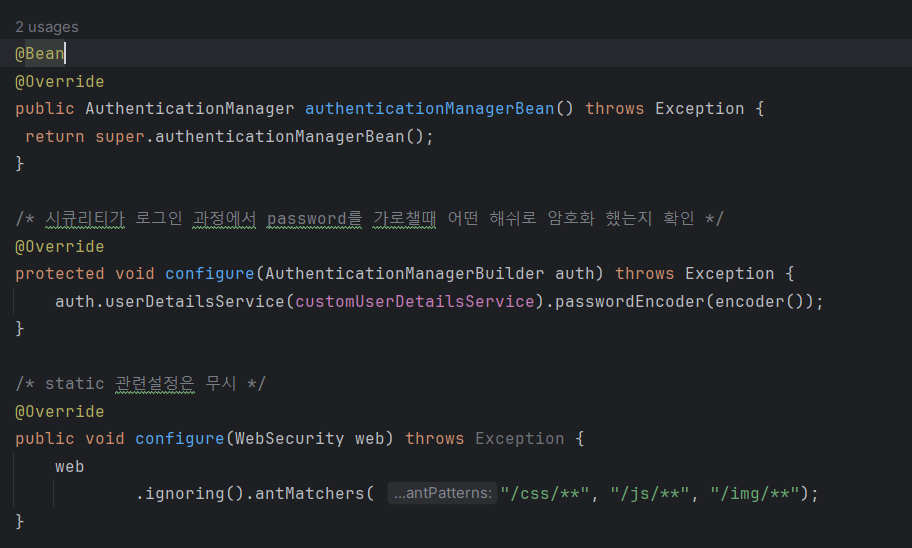 2 usages
@Bean
@Override
public AuthenticationManager authenticationManagerBean() throws Exception {
return super.authenticationManagerBean();
}
/* 시큐리티가 로그인 과정에서 password를 가로챌때 어떤 해쉬로 암호화 했는지 확인 */
@Override
protected void configure(AuthenticationManagerBuilder auth) throws Exception {
auth.userDetailsService(customUserDetailsService).passwordEncoder(encoder());
}
/* static 관련설정은 무시 */
@Override
public void configure(WebSecurity web) throws Exception {
web
.ignoring().antMatchers( ...antPatterns: "/css/**", "/js/**", "/img/**");
}